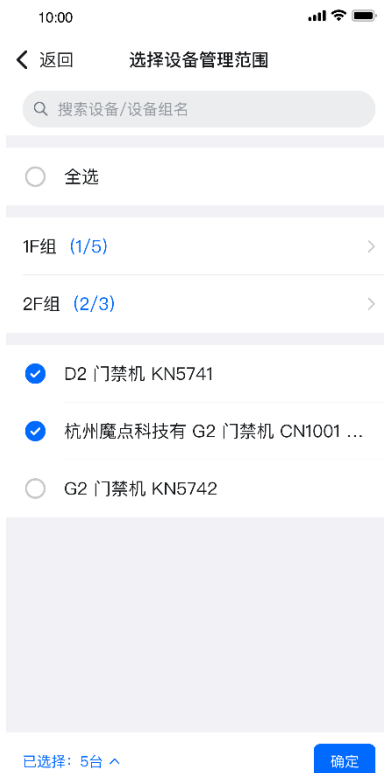 10:00
返回 选择设备管理范围
搜索设备/设备组名
全选
1F组 (1/5)
2F组 (2/3)
D2 门禁机 KN5741
杭州魔点科技有 G2 门禁机 CN1001 ...
G2 门禁机 KN5742
已选择：5台 确定